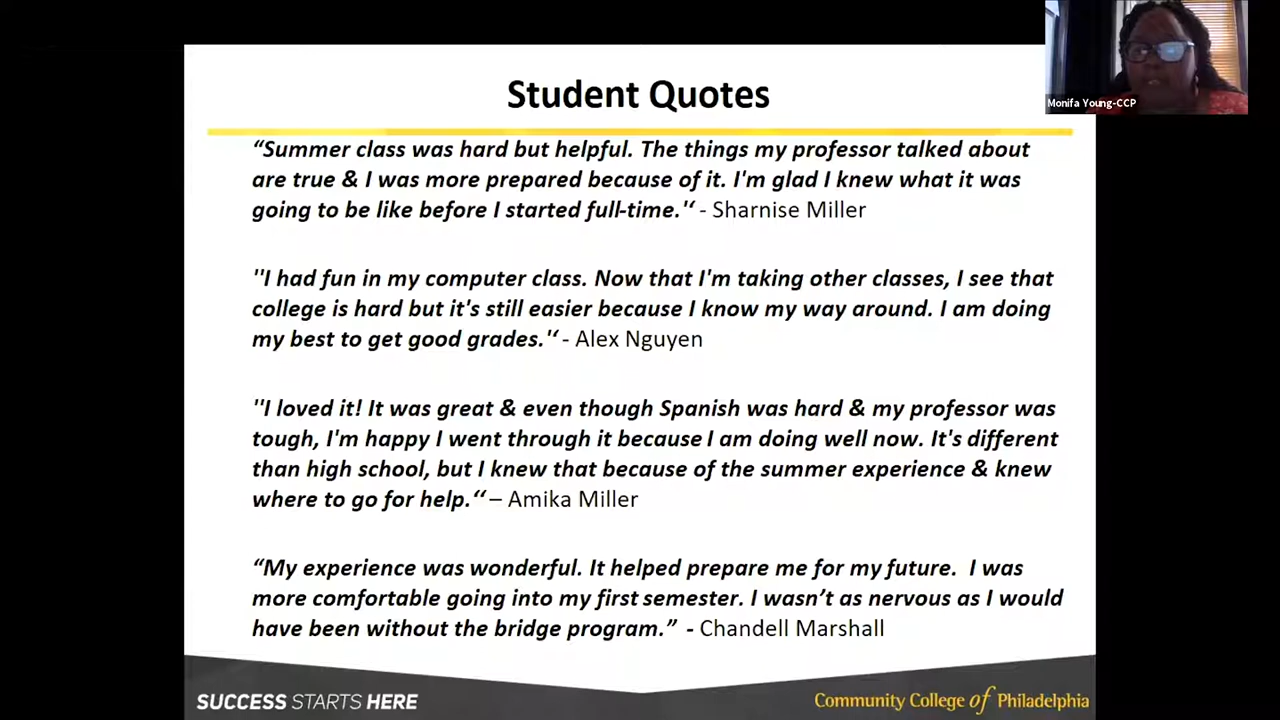 Monifa Young-CCP
Student Quotes
“Summer class was hard but helpful. The things my professor talked about
are true & I was more prepared because of it. I'm glad I knew what it was
going to be like before I started full-time.'‘ - Sharnise Miller
''I had fun in my computer class. Now that I'm taking other classes, I see that
college is hard but it's still easier because I know my way around. I am doing
my best to get good grades.'‘ - Alex Nguyen
''I loved it! It was great & even though Spanish was hard & my professor was
tough, I'm happy I went through it because I am doing well now. It's different
than high school, but I knew that because of the summer experience & knew
where to go for help.‘‘ – Amika Miller
“My experience was wonderful. It helped prepare me for my future.  I was
more comfortable going into my first semester. I wasn’t as nervous as I would
have been without the bridge program.” - Chandell Marshall
SUCCESS STARTS HERE
Community College of Philadelphia